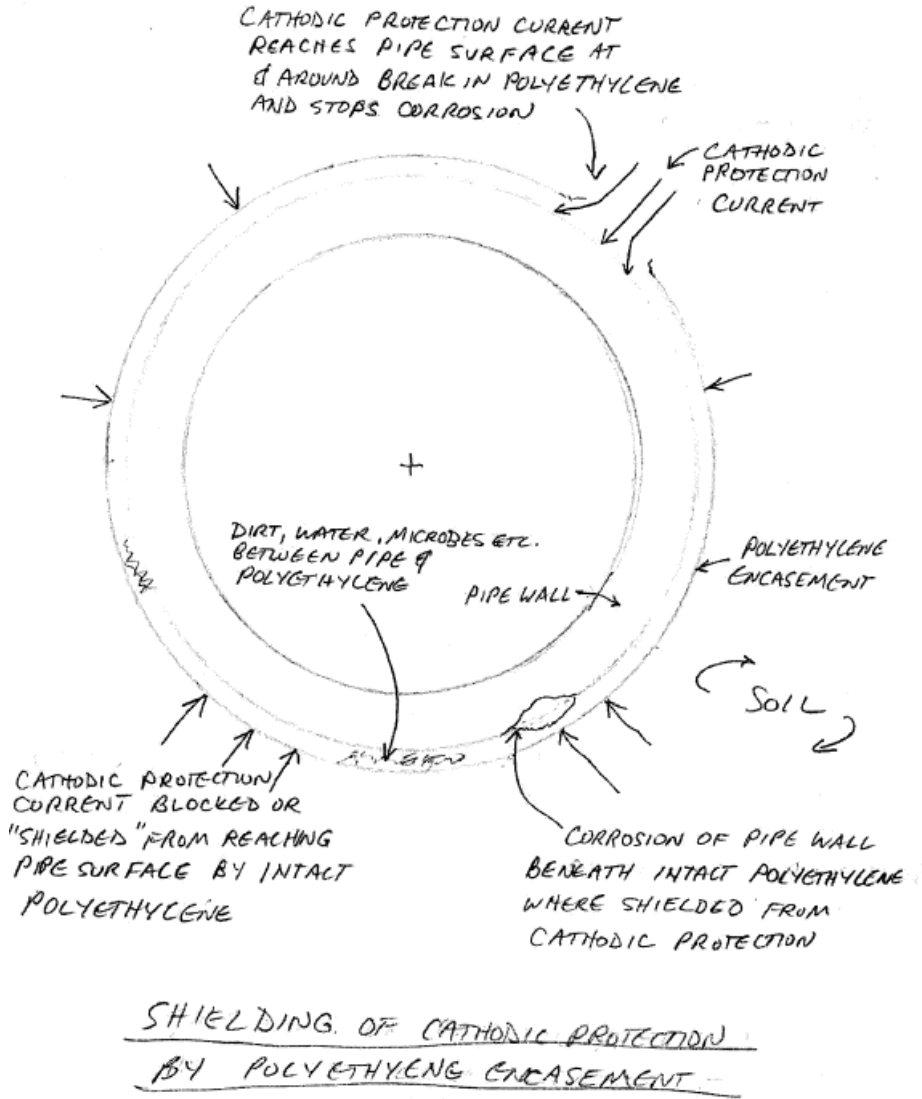 CATHODIC PROTECTION CURRENT
REACHES PIPE SURFACE AT
& AROUND BREAK IN POLYETHYLENE
AND STOPS CORROSION
CATHODIC
PROTECTION
CURRENT
DIRT, WATER, MICROBES ETC.
BETWEEN PIPE &
POLYETHYLENE
PIPE WALL
POLYETHYLENE
ENCASEMENT
SOIL
CATHODIC PROTECTION
CURRENT BLOCKED OR
"SHIELDED" FROM REACHING
PIPE SURFACE BY INTACT
POLYETHYLENE
CORROSION OF PIPE WALL
BENEATH INTACT POLYETHYLENE
WHERE SHIELDED FROM
CATHODIC PROTECTION
SHIELDING OF CATHODIC PROTECTION
BY POLYETHYENE ENCASEMENT